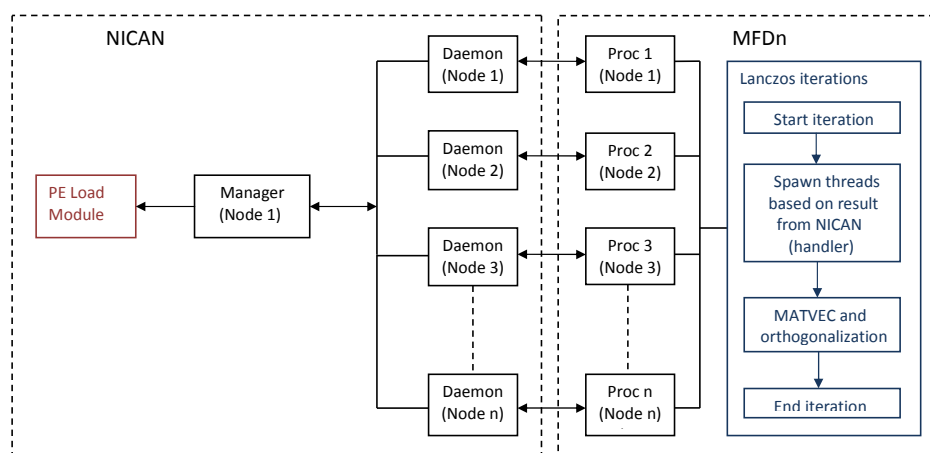 NICAN
MFDn
Daemon
(Node 1)
Proc 1
(Node 1)
Lanczos iterations
Start iteration
Daemon
(Node 2)
Proc 2
(Node 2)
PE Load
Module
Manager
(Node 1)
Spawn threads
based on result
from NICAN
(handler)
Daemon
(Node 3)
Proc 3
(Node 3)
MATVEC and
orthogonalization
Daemon
(Node n)
Proc n
(Node n)
End iteration